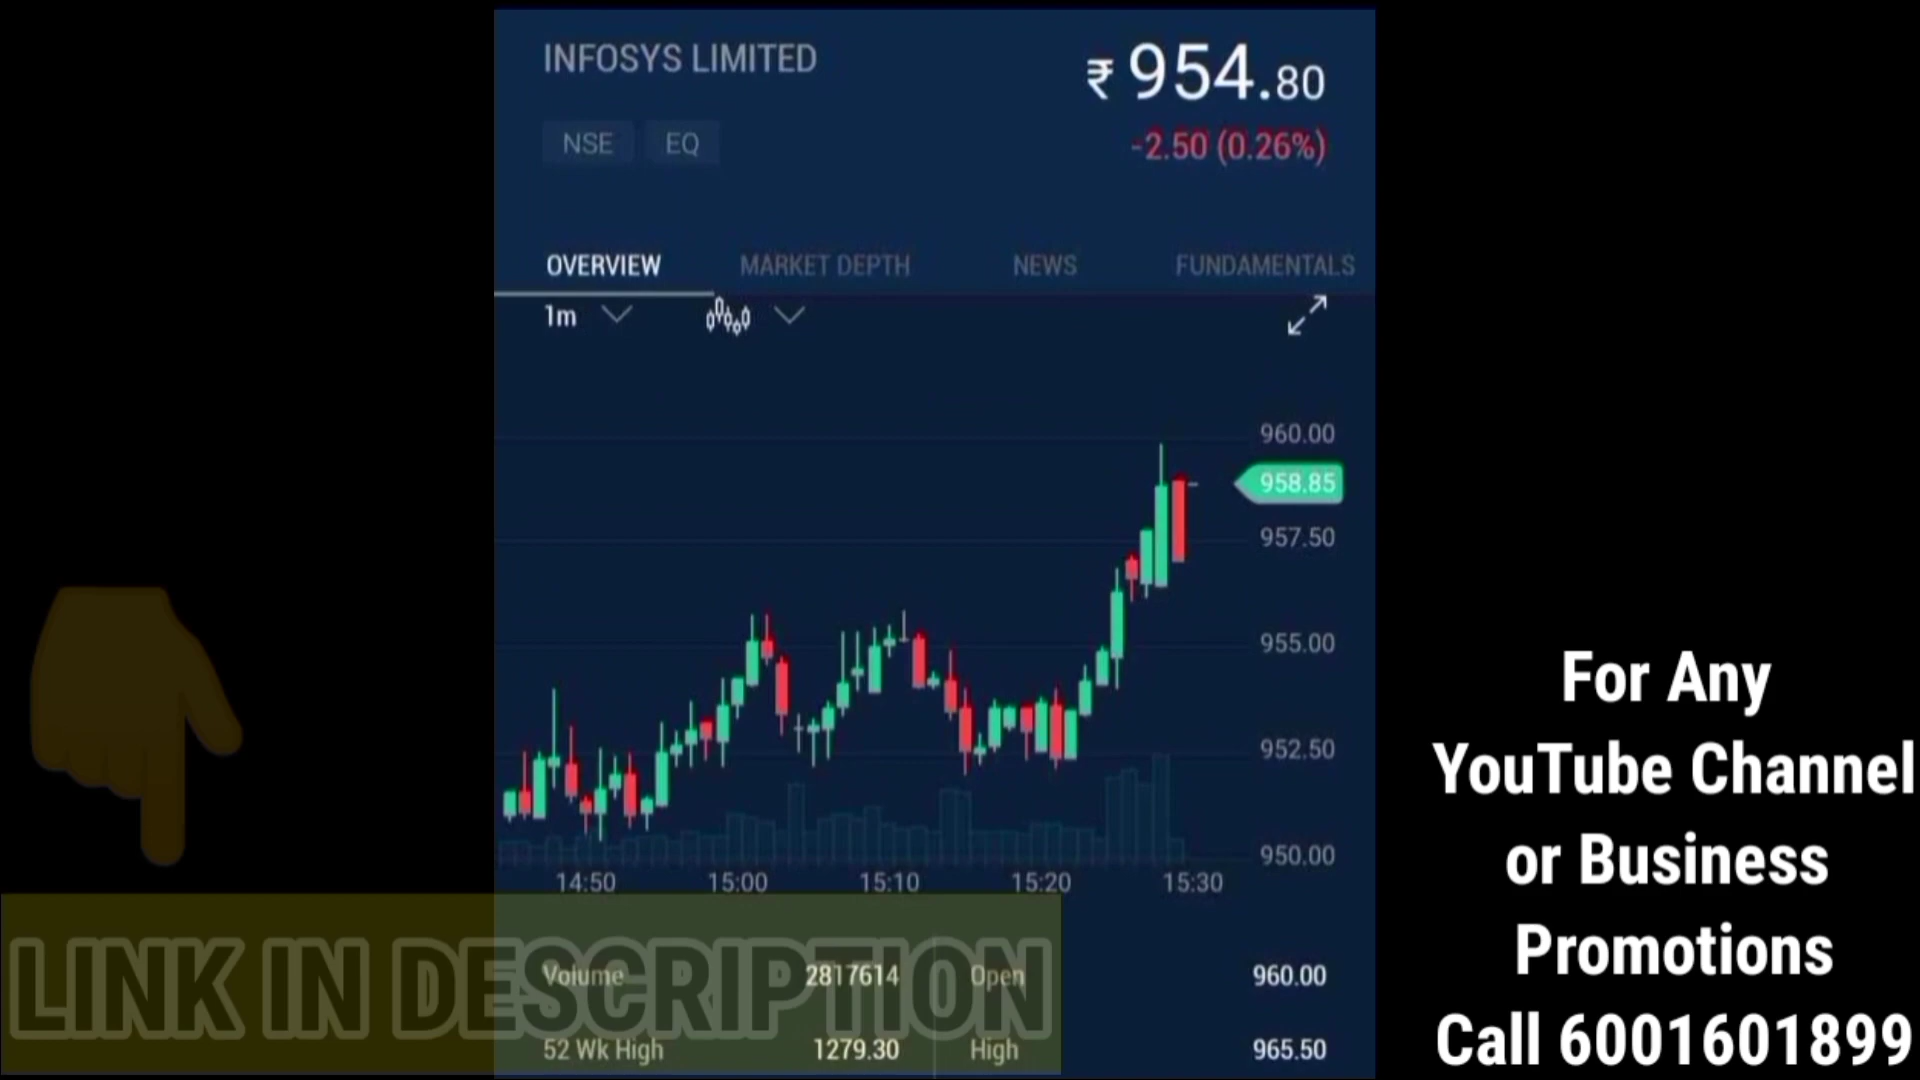 INFOSYS LIMITED
₹ 954.80
NSE EQ
-2.50 (0.26%)
OVERVIEW MARKET DEPTH NEWS FUNDAMENTALS
1m
960.00
958.85
957.50
955.00
952.50
950.00
14:50 15:00 15:10 15:20 15:30
Volume 2817614 Open 960.00
52 Wk High 1279.30 High 965.50
LINK IN DESCRIPTION
For Any
YouTube Channel
or Business
Promotions
Call 6001601899